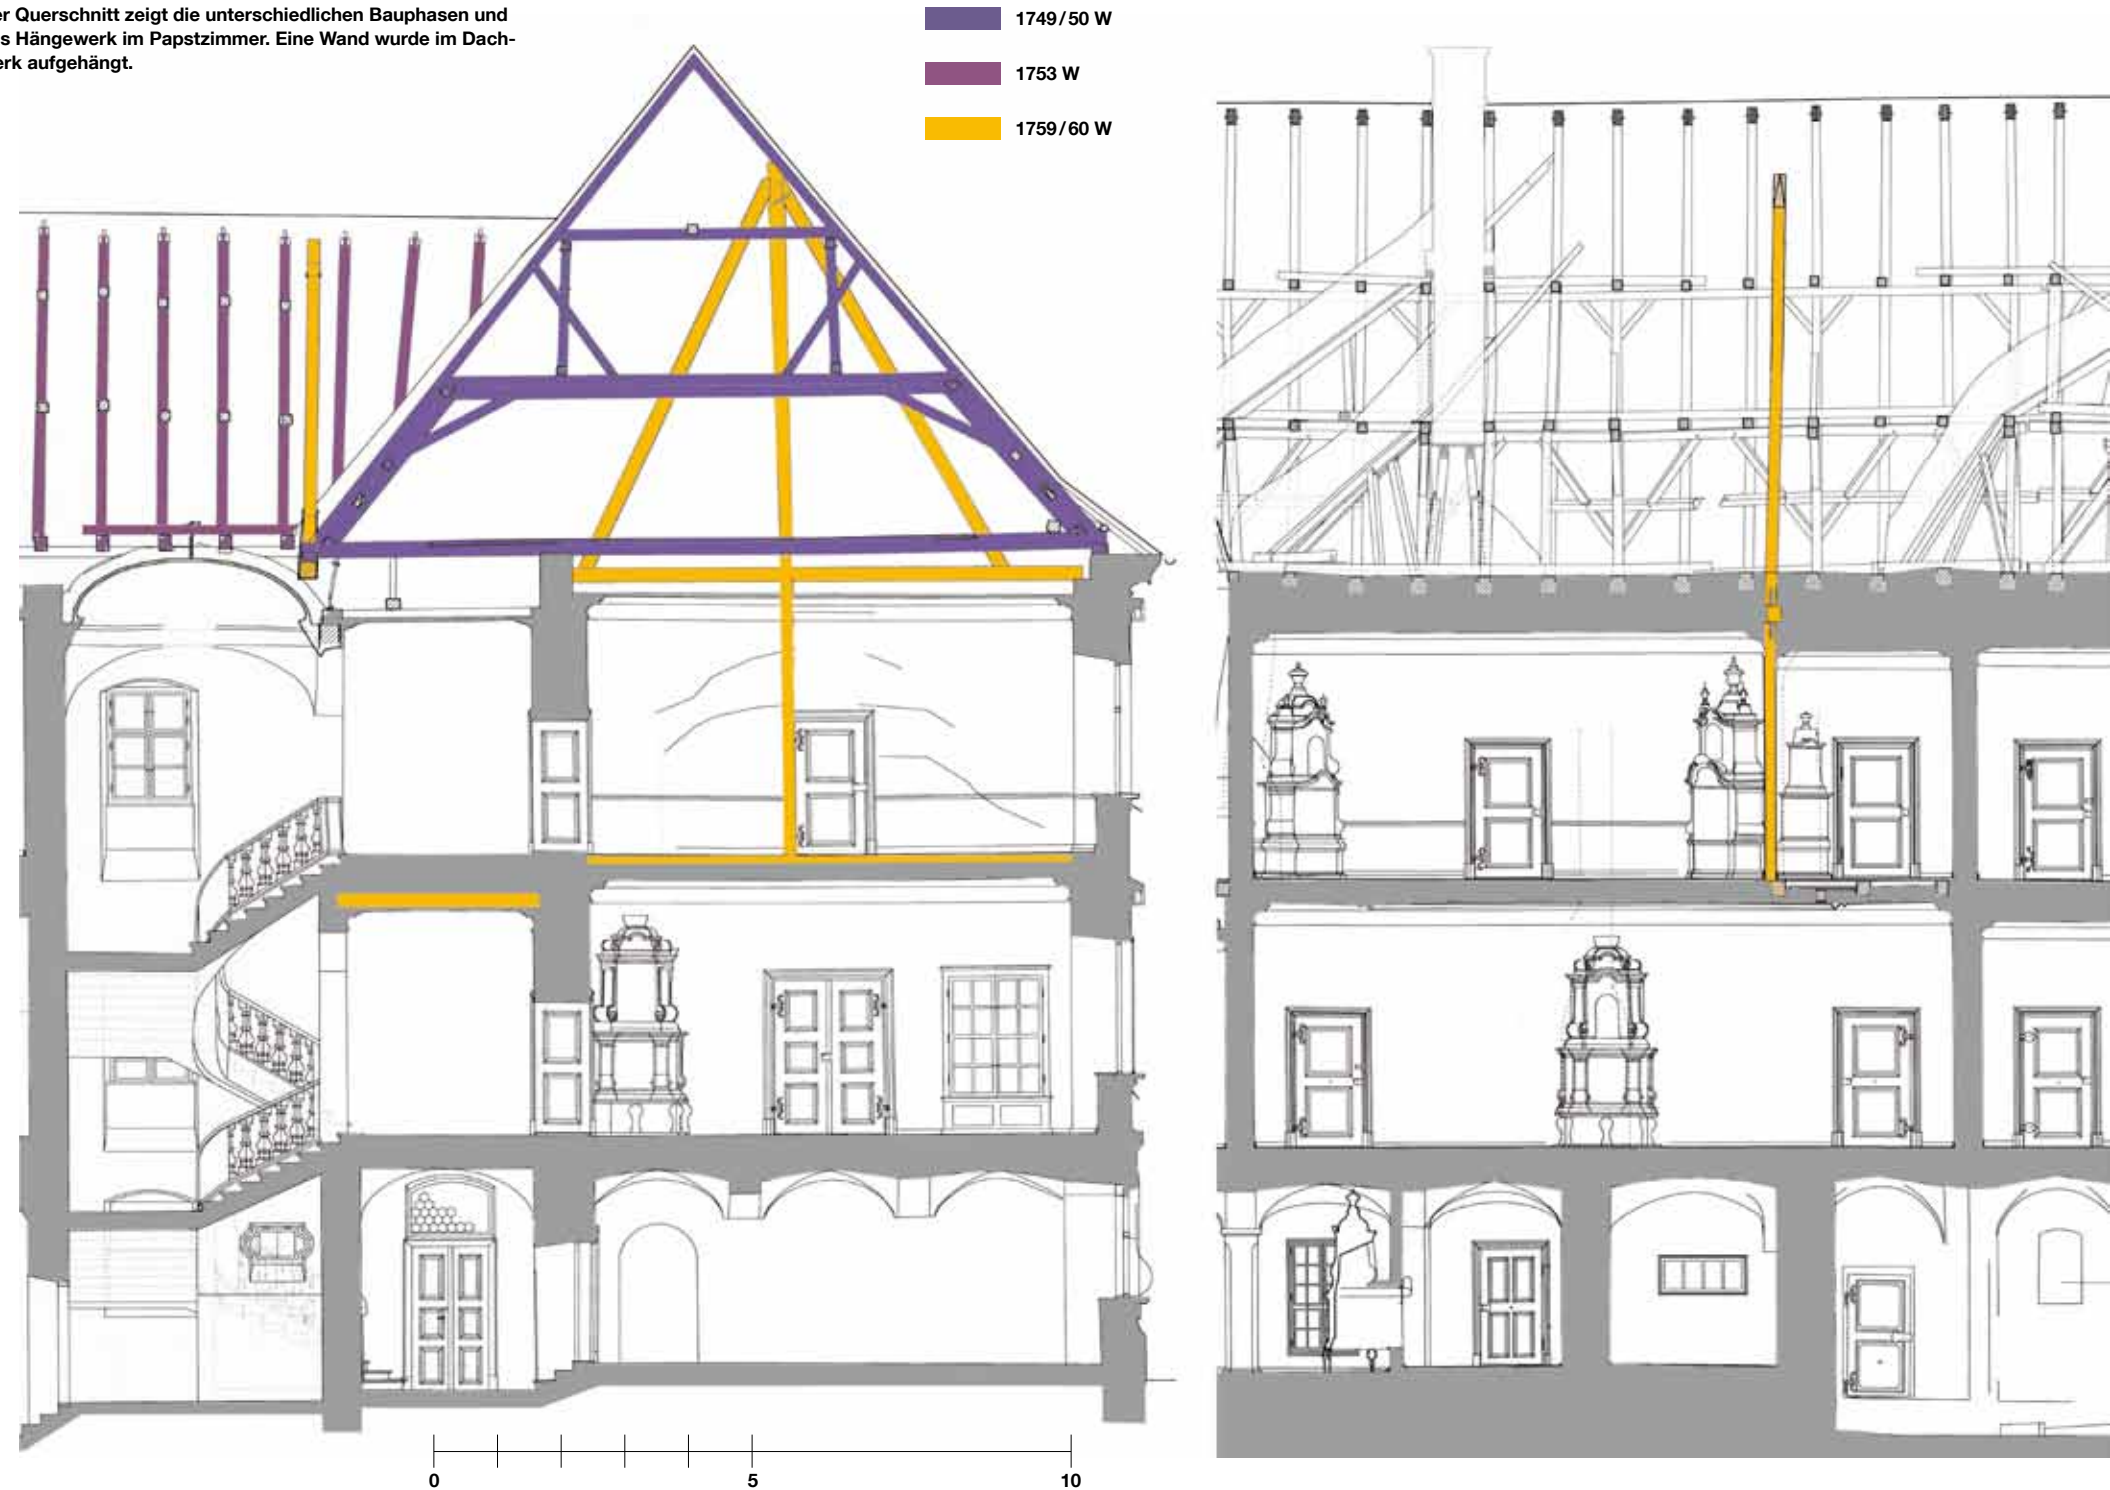 er Querschnitt zeigt die unterschiedlichen Bauphasen und
s Hängewerk im Papstzimmer. Eine Wand wurde im Dach-
erk aufgehängt.
1749/50 W
1753 W
1759/60 W
0 5 10